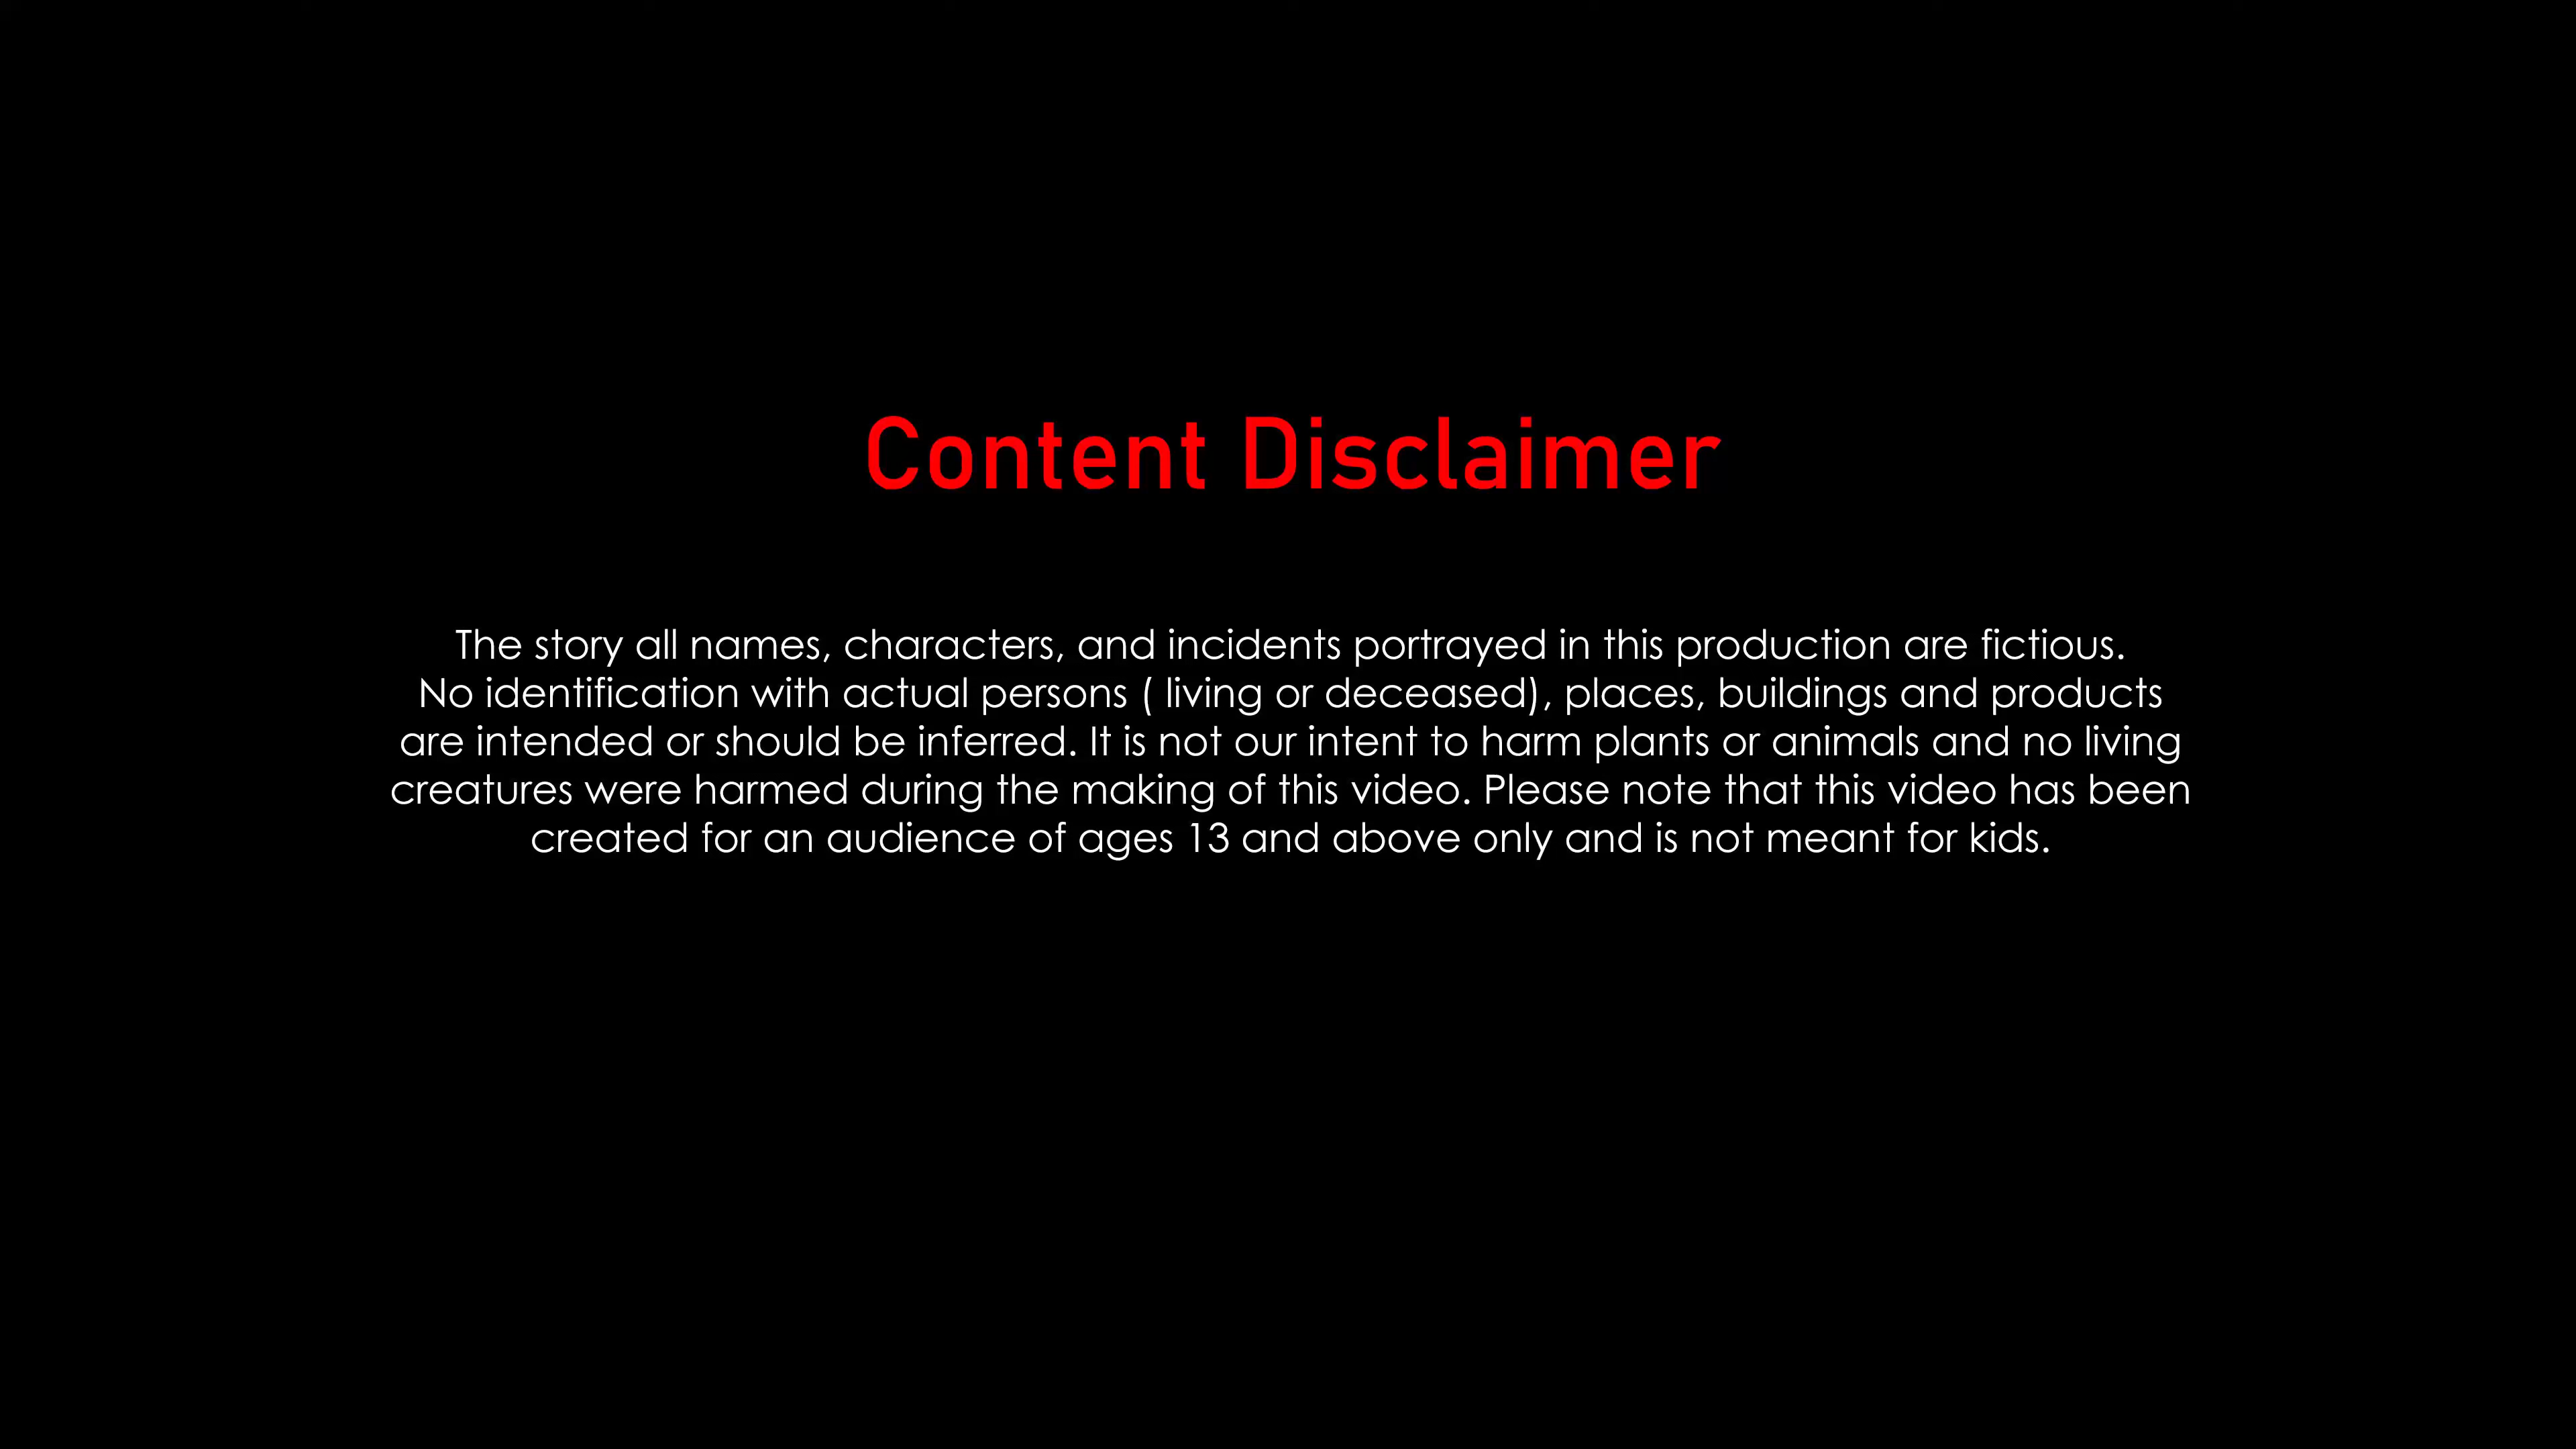 Content Disclaimer
The story all names, characters, and incidents portrayed in this production are fictious.
No identification with actual persons ( living or deceased), places, buildings and products
are intended or should be inferred. It is not our intent to harm plants or animals and no living
creatures were harmed during the making of this video. Please note that this video has been
created for an audience of ages 13 and above only and is not meant for kids.